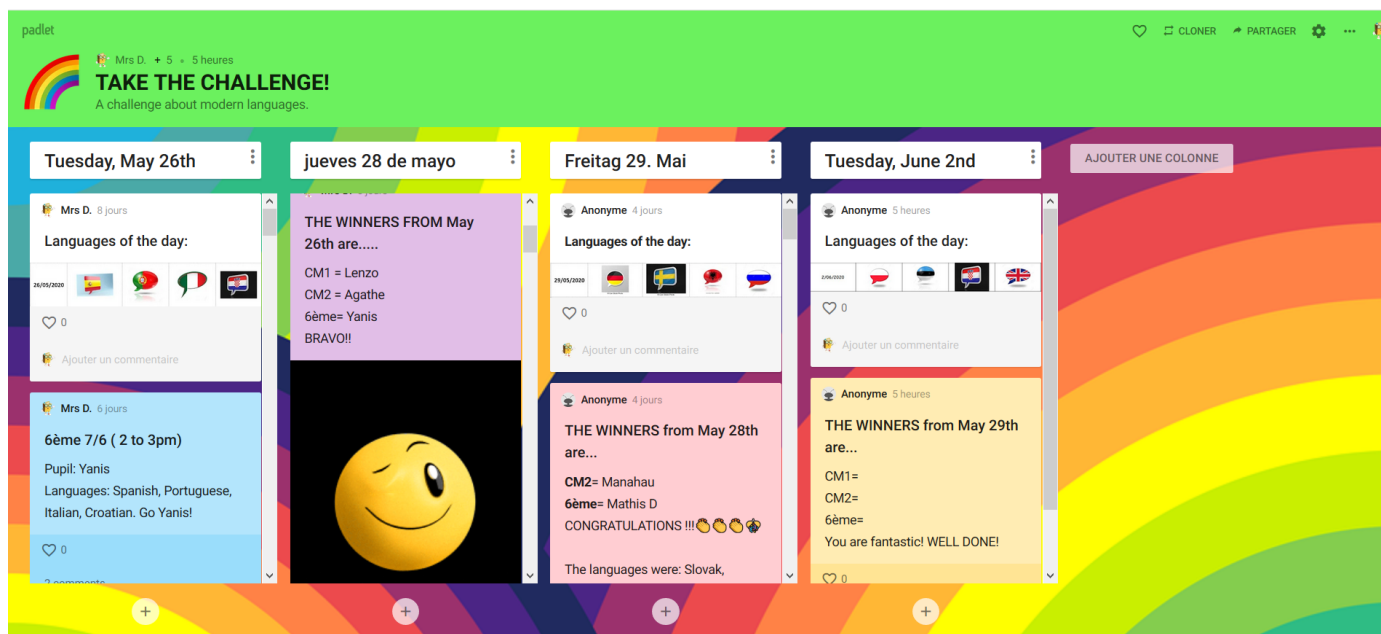 padlet
CLONER
PARTAGER
Mrs D. + 5 • 5 heures
TAKE THE CHALLENGE!
A challenge about modern languages.
Tuesday, May 26th
Mrs D. 8 jours
Languages of the day:
26/05/2020
0
Ajouter un commentaire
Mrs D. 6 jours
6ème 7/6 ( 2 to 3pm)
Pupil: Yanis
Languages: Spanish, Portuguese,
Italian, Croatian. Go Yanis!
0
2 comments
jueves 28 de mayo
THE WINNERS FROM May
26th are.....
CM1 = Lenzo
CM2 = Agathe
6ème= Yanis
BRAVO!!
Freitag 29. Mai
Anonyme 4 jours
Languages of the day:
29/05/2020
0
Ajouter un commentaire
Anonyme 4 jours
THE WINNERS from May 28th
are...
CM2= Manahau
6ème= Mathis D
CONGRATULATIONS !!!
The languages were: Slovak,
Tuesday, June 2nd
Anonyme 5 heures
Languages of the day:
2/06/2020
0
Ajouter un commentaire
Anonyme 5 heures
THE WINNERS from May 29th
are...
CM1=
CM2=
6ème=
You are fantastic! WELL DONE!
0
AJOUTER UNE COLONNE